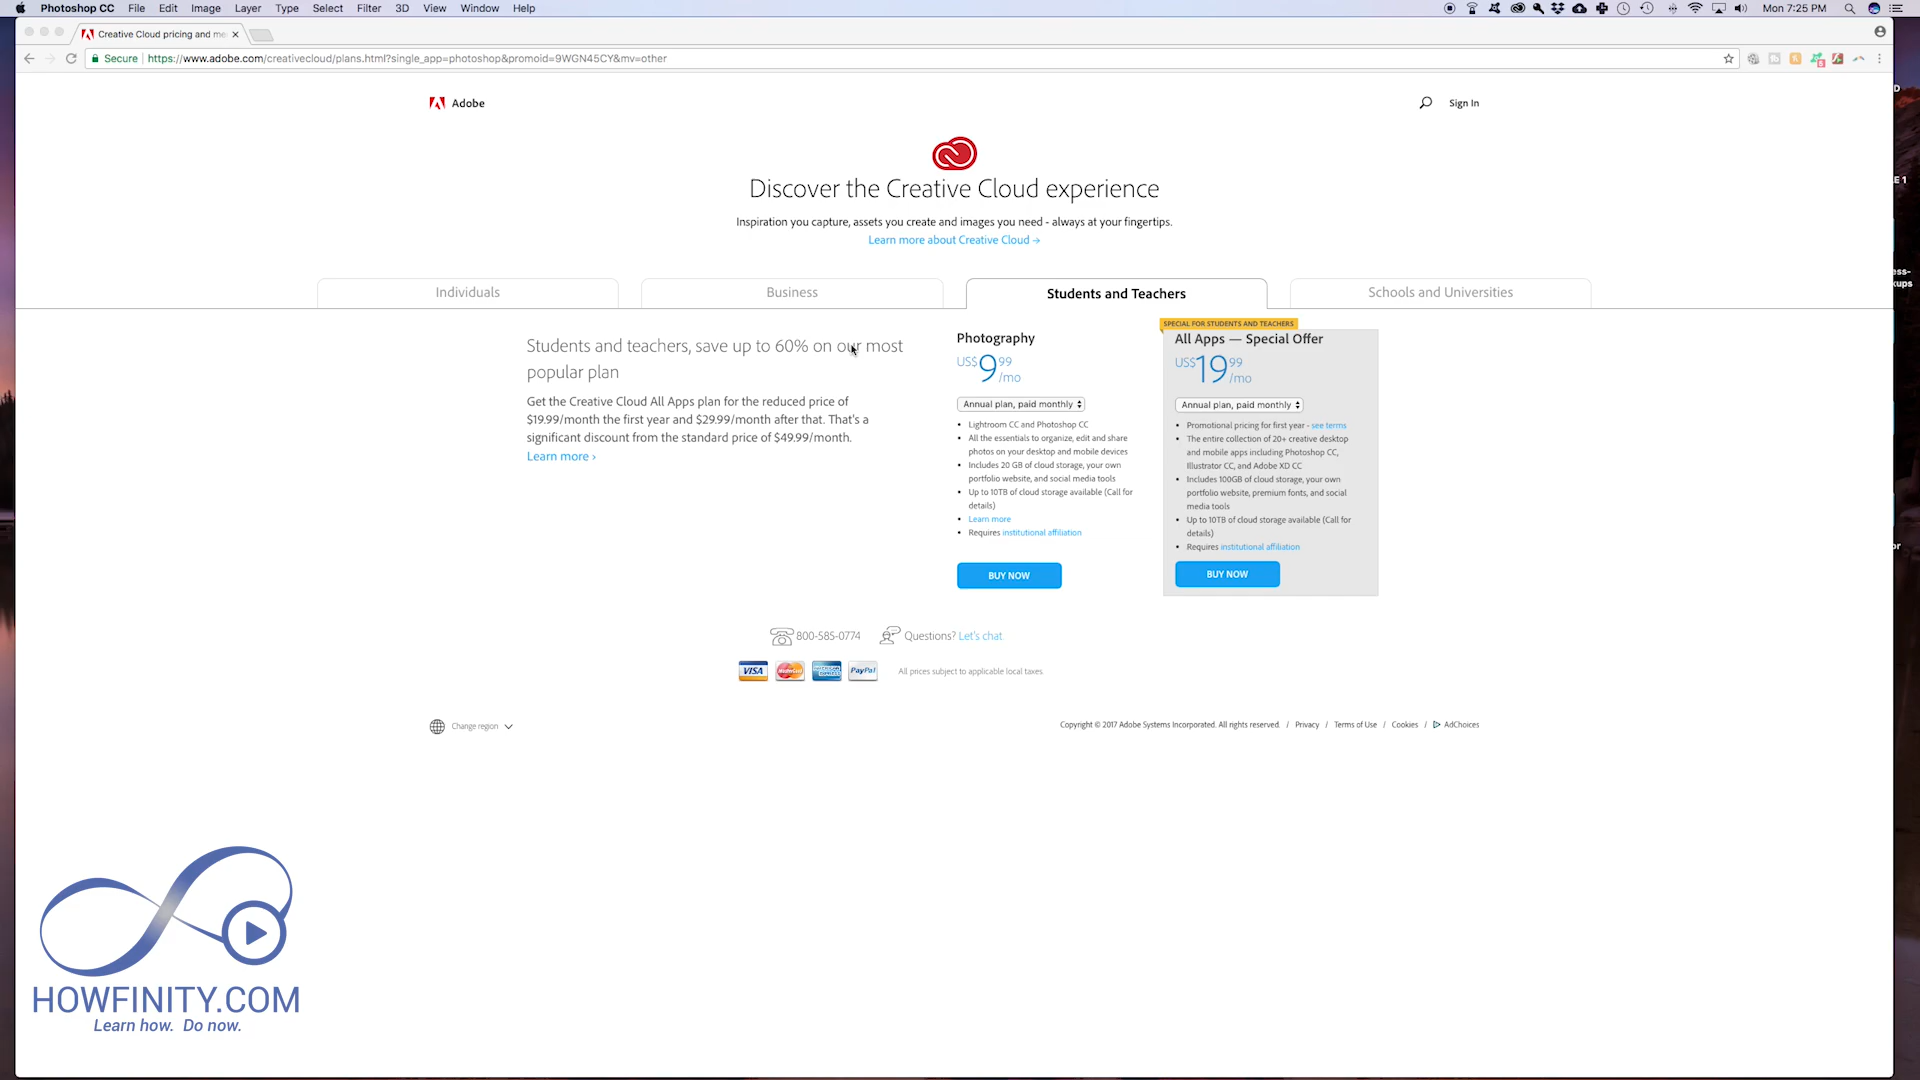 Photoshop CC File Edit Image Layer Type Select Filter 3D View Window Help
Mon 7:25 PM
Creative Cloud pricing and me
Secure https://www.adobe.com/creativecloud/plans.html?single_app=photoshop&promoid=9WGN45CY&mv=other
Adobe
Sign In
Discover the Creative Cloud experience
Inspiration you capture, assets you create and images you need - always at your fingertips.
Learn more about Creative Cloud →
Individuals
Business
Students and Teachers
Schools and Universities
Students and teachers, save up to 60% on our most
popular plan
Get the Creative Cloud All Apps plan for the reduced price of
$19.99/month the first year and $29.99/month after that. That's a
significant discount from the standard price of $49.99/month.
Learn more ›
Photography
US$ 9 99 /mo
Annual plan, paid monthly
• Lightroom CC and Photoshop CC
• All the essentials to organize, edit and share
photos on your desktop and mobile devices
• Includes 20 GB of cloud storage, your own
portfolio website, and social media tools
• Up to 10TB of cloud storage available (Call for
details)
• Learn more
• Requires institutional affiliation
BUY NOW
SPECIAL FOR STUDENTS AND TEACHERS
All Apps — Special Offer
US$ 19 99 /mo
Annual plan, paid monthly
• Promotional pricing for first year - see terms
• The entire collection of 20+ creative desktop
and mobile apps including Photoshop CC,
Illustrator CC, and Adobe XD CC
• Includes 100GB of cloud storage, your own
portfolio website, premium fonts, and social
media tools
• Up to 10TB of cloud storage available (Call for
details)
• Requires institutional affiliation
BUY NOW
800-585-0774 Questions? Let's chat.
VISA MasterCard PayPal All prices subject to applicable local taxes.
Change region
Copyright © 2017 Adobe Systems Incorporated. All rights reserved. / Privacy / Terms of Use / Cookies / AdChoices
HOWFINITY.COM
Learn how. Do now.